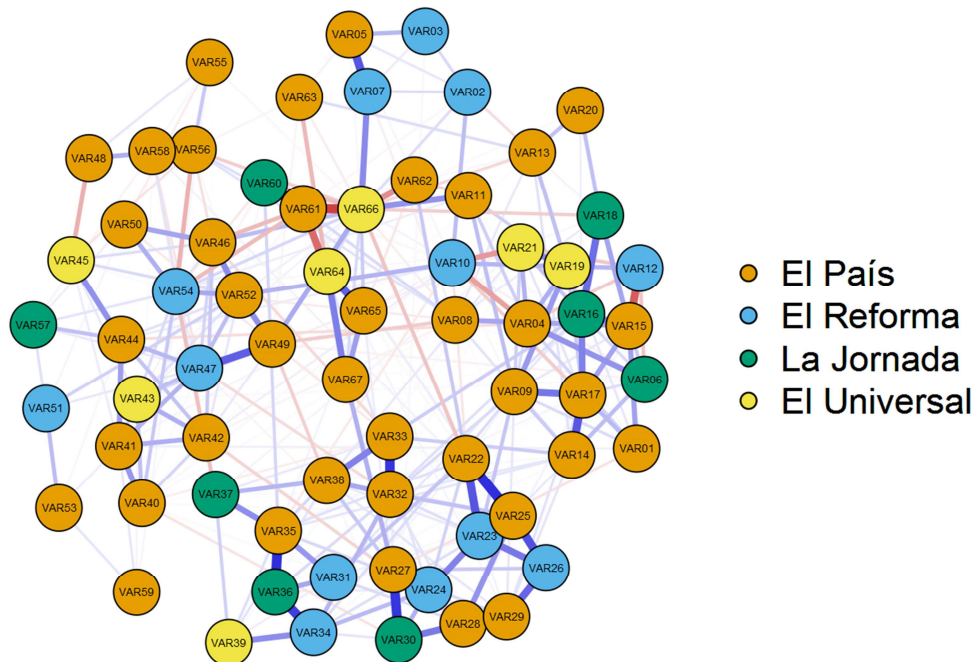 VAR03
VAR05
VAR55
VAR07
VAR02
VAR63
VAR20
VAR48
VAR58
VAR56
VAR13
VAR60
VAR62
VAR61
VAR66
VAR11
VAR18
VAR50
VAR46
VAR45
VAR64
VAR10
VAR21
VAR19
VAR12
El País
VAR54
VAR52
VAR57
VAR65
VAR08
VAR04
VAR16
VAR15
El Reforma
VAR44
VAR49
VAR47
VAR67
VAR09
VAR17
VAR06
La Jornada
VAR51
VAR43
El Universal
VAR41
VAR42
VAR33
VAR22
VAR14
VAR01
VAR53
VAR40
VAR37
VAR38
VAR32
VAR35
VAR25
VAR23
VAR59
VAR36
VAR31
VAR27
VAR24
VAR26
VAR39
VAR34
VAR30
VAR28
VAR29